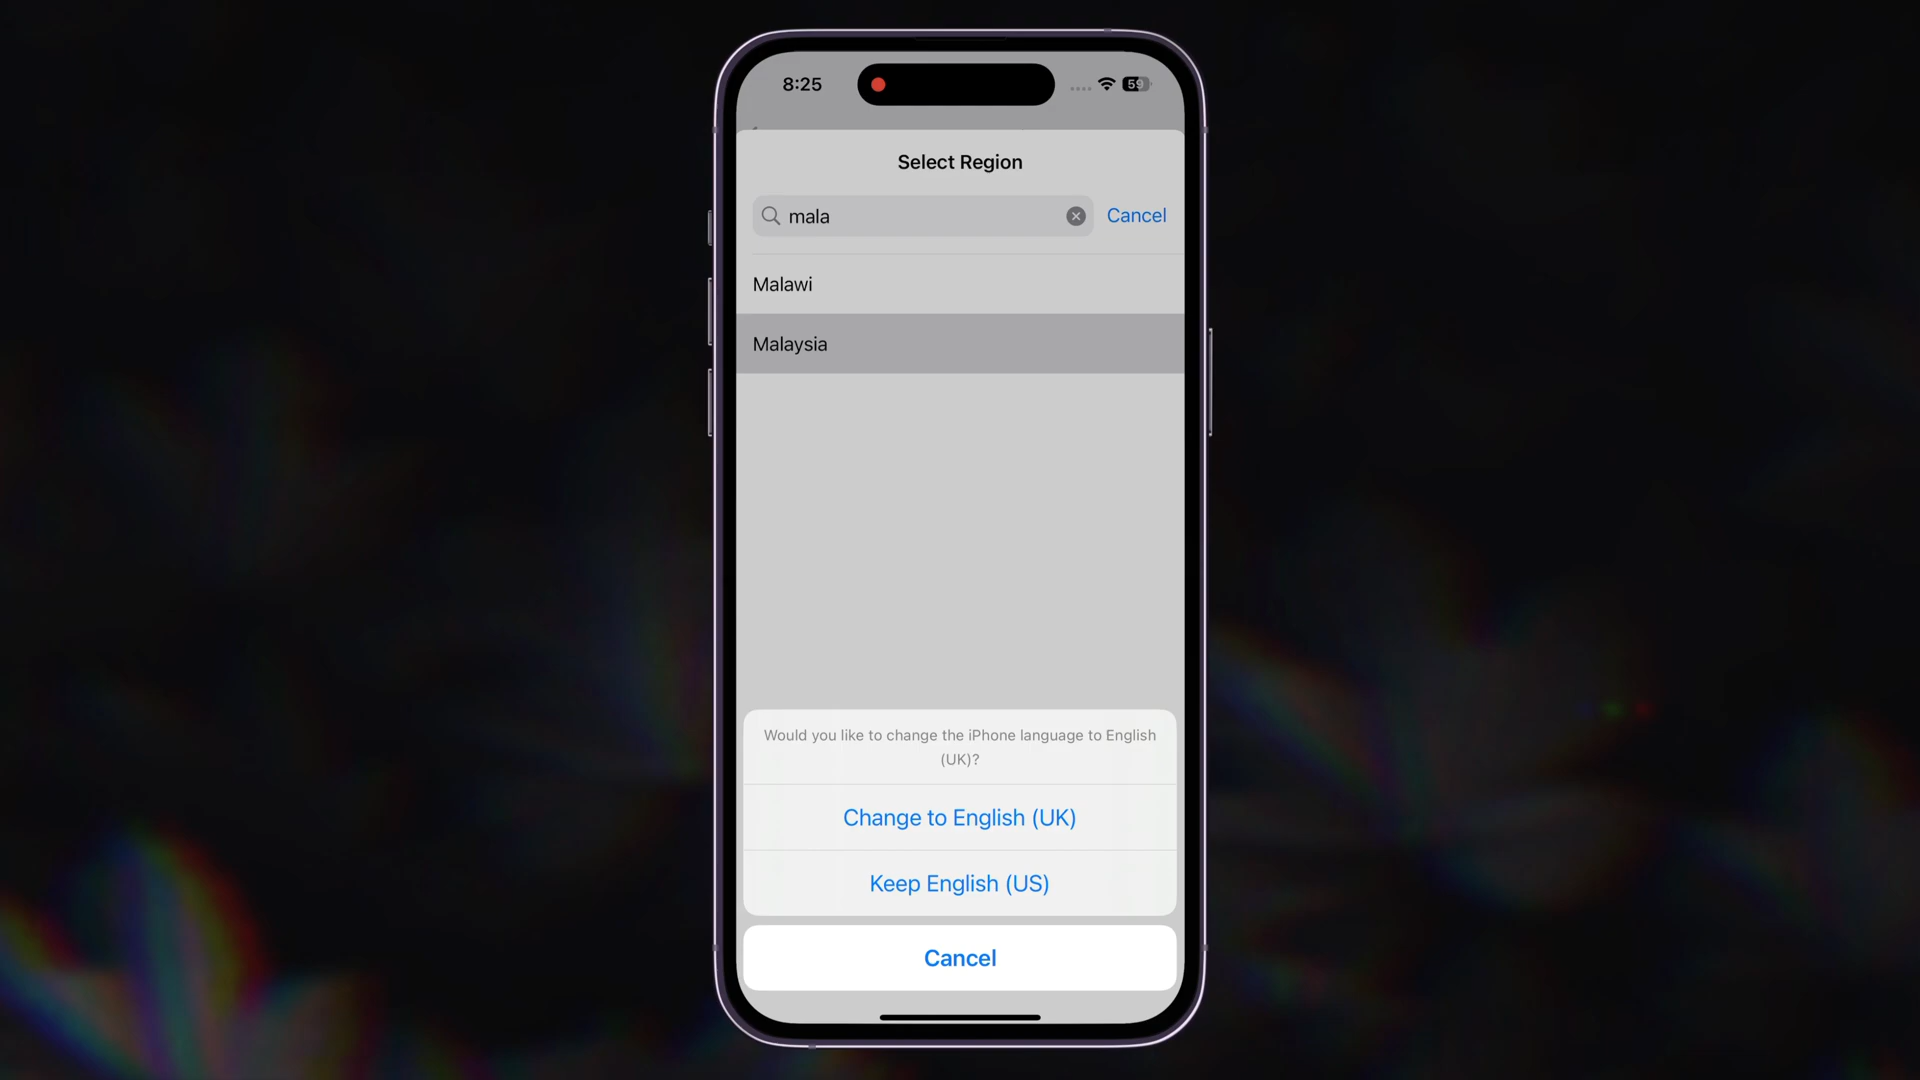 8:25
59
Select Region
mala
Cancel
Malawi
Malaysia
Would you like to change the iPhone language to English
(UK)?
Change to English (UK)
Keep English (US)
Cancel